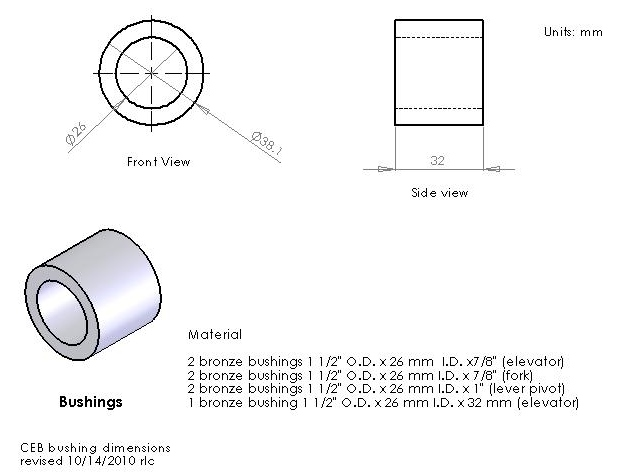 Units: mm
Ø26
Ø38.1
Front View
32
Side view
Material
2 bronze bushings 1 1/2" O.D. x 26 mm I.D. x7/8" (elevator)
2 bronze bushings 1 1/2" O.D. x 26 mm I.D. x 7/8" (fork)
2 bronze bushings 1 1/2" O.D. x 26 mm I.D. x 1" (lever pivot)
1 bronze bushing 1 1/2" O.D. x 26 mm I.D. x 32 mm (elevator)
Bushings
CEB bushing dimensions
revised 10/14/2010 rlc